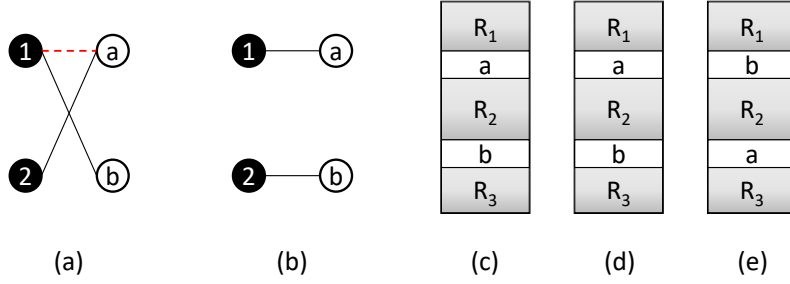 1 a 1 a R1 R1 R1
a a b
R2 R2 R2
2 b 2 b b b a
R3 R3 R3
(a) (b) (c) (d) (e)